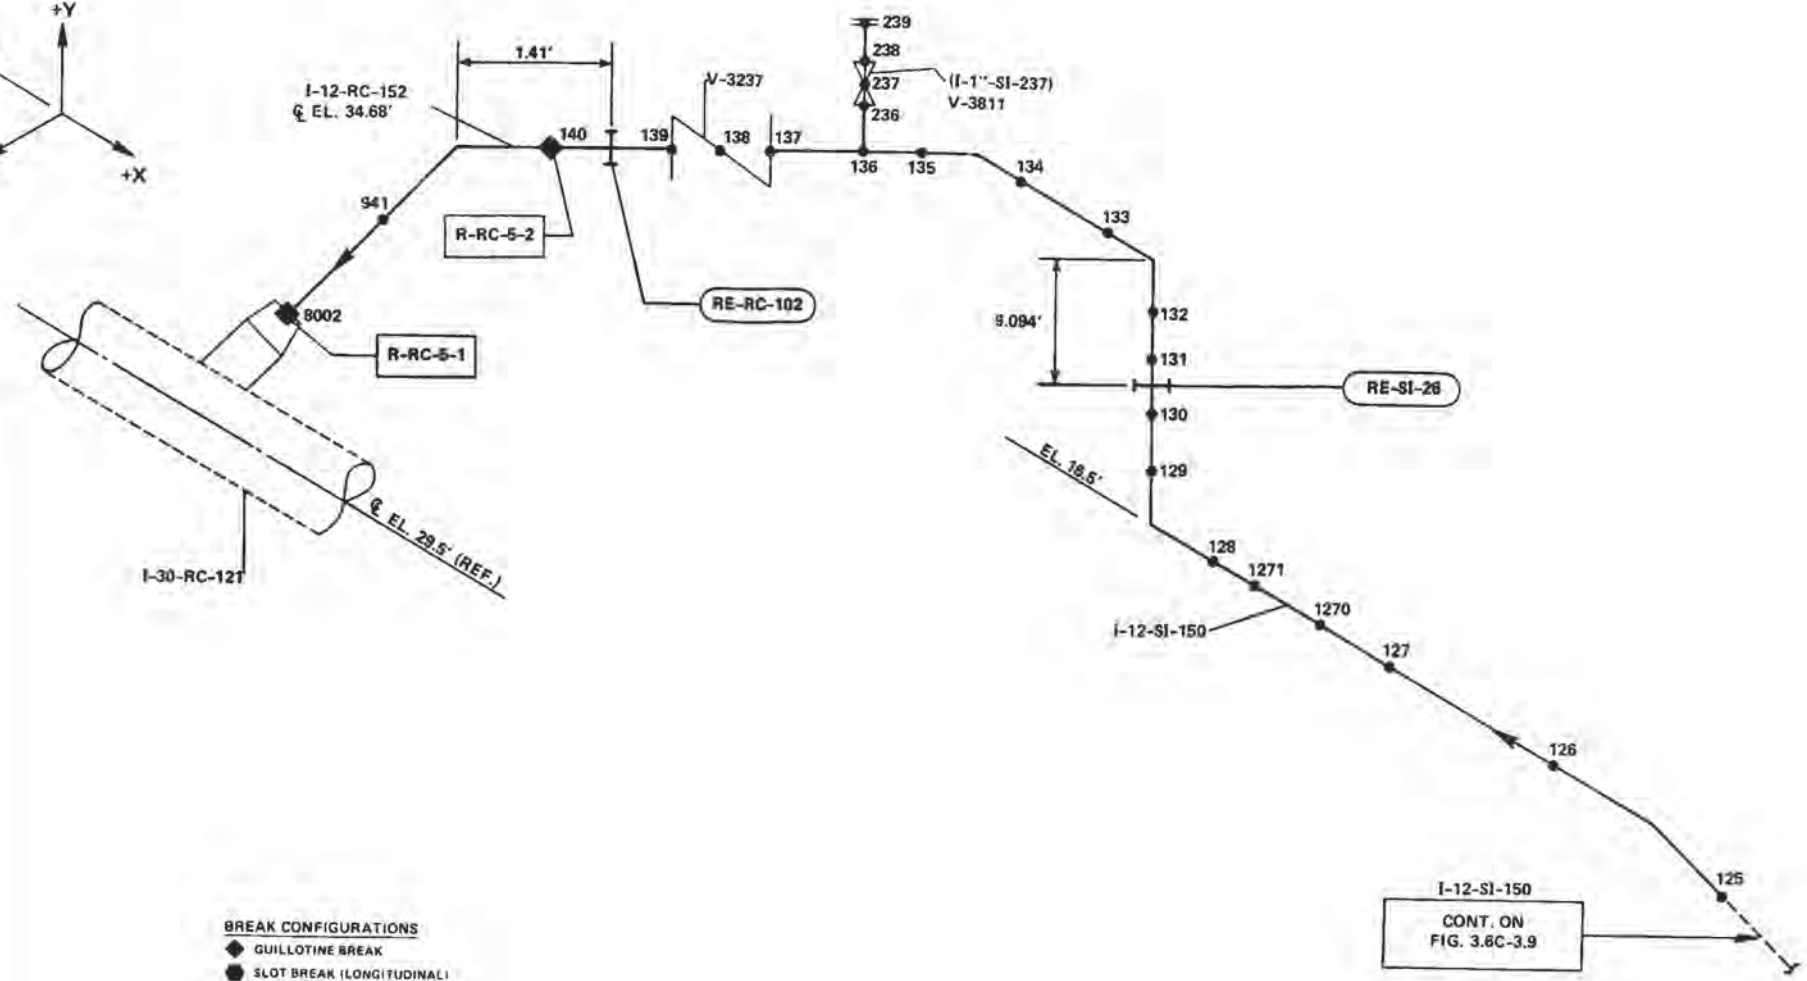 +Y
+X
1.41'
I-12-RC-152
℄ EL. 34.68'
140
139
V-3237
138
137
239
238
237
236
(I-1"-SI-237)
V-3811
136
135
134
133
941
R-RC-5-2
RE-RC-102
8002
R-RC-5-1
132
131
RE-SI-26
130
129
EL. 18.5'
℄ EL. 29.5' (REF.)
I-30-RC-121
128
1271
1270
I-12-SI-150
127
126
125
I-12-SI-150
CONT. ON
FIG. 3.6C-3.9
BREAK CONFIGURATIONS
GUILLOTINE BREAK
SLOT BREAK (LONGITUDINAL)